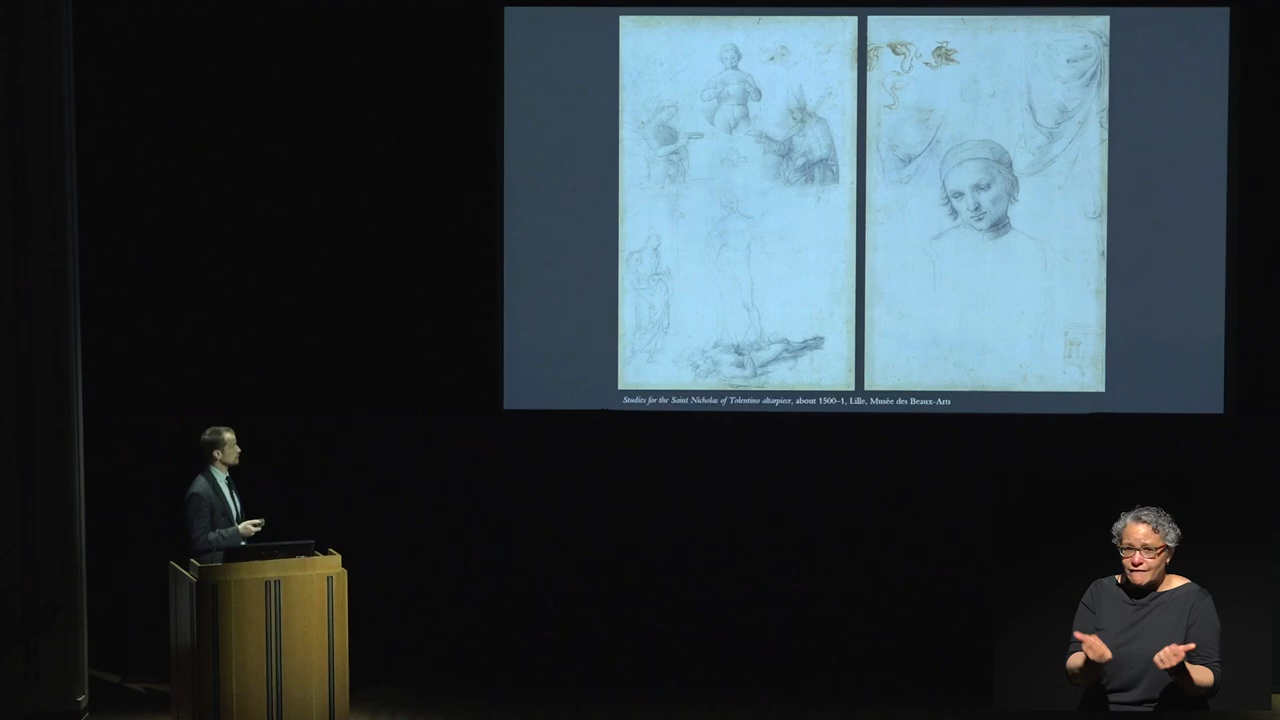 Studies for the Saint Nicholas of Tolentino altarpiece, about 1500–1, Lille, Musée des Beaux-Arts